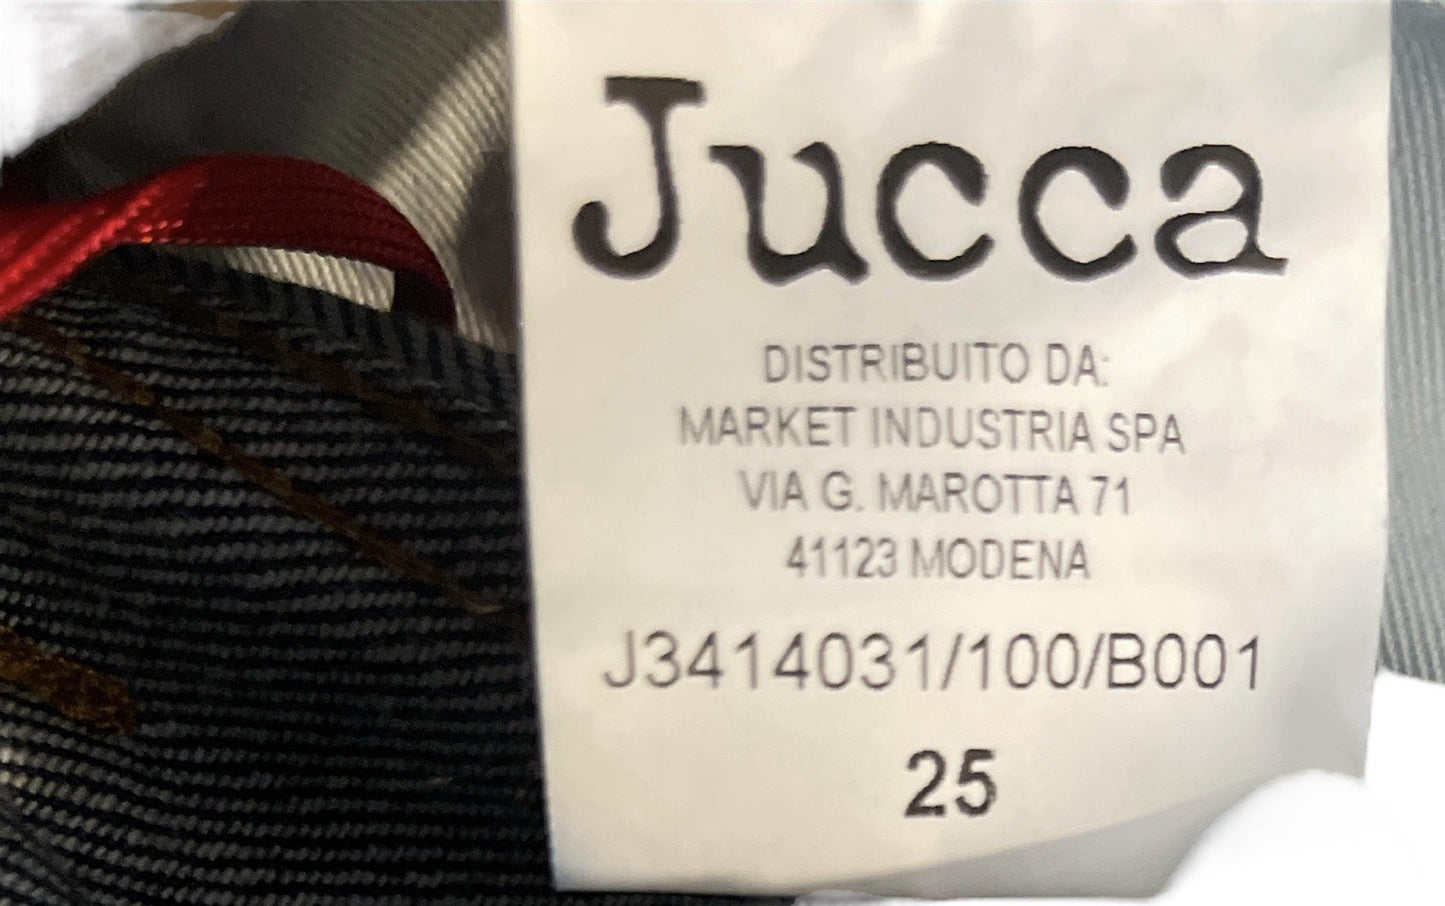 Jucca
DISTRIBUITO DA:
MARKET INDUSTRIA SPA
VIA G. MAROTTA 71
41123 MODENA
J3414031/100/B001
25